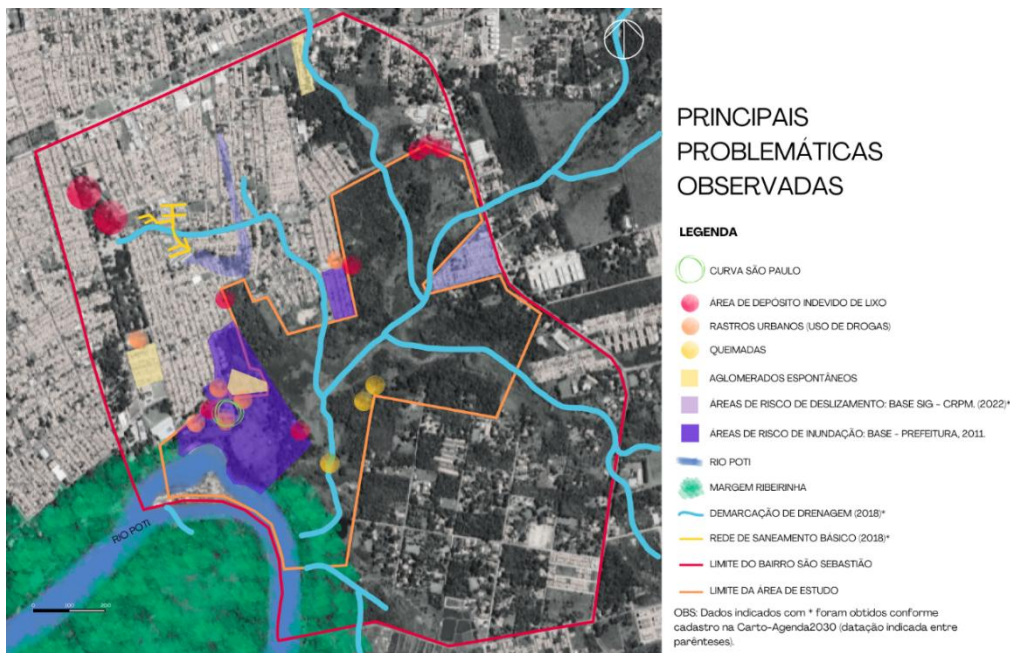 PRINCIPAIS
PROBLEMÁTICAS
OBSERVADAS
LEGENDA
CURVA SÃO PAULO
ÁREA DE DEPÓSITO INDEVIDO DE LIXO
RASTROS URBANOS (USO DE DROGAS)
QUEIMADAS
AGLOMERADOS ESPONTÂNEOS
ÁREAS DE RISCO DE DESLIZAMENTO: BASE SIG - CRPM. (2022)*
ÁREAS DE RISCO DE INUNDAÇÃO: BASE - PREFEITURA, 2011.
RIO POTI
MARGEM RIBEIRINHA
DEMARCAÇÃO DE DRENAGEM (2018)*
REDE DE SANEAMENTO BÁSICO (2018)*
LIMITE DO BAIRRO SÃO SEBASTIÃO
LIMITE DA ÁREA DE ESTUDO
OBS: Dados indicados com * foram obtidos conforme
cadastro na Carto-Agenda2030 (datação indicada entre
parênteses).
RIO POTI
0